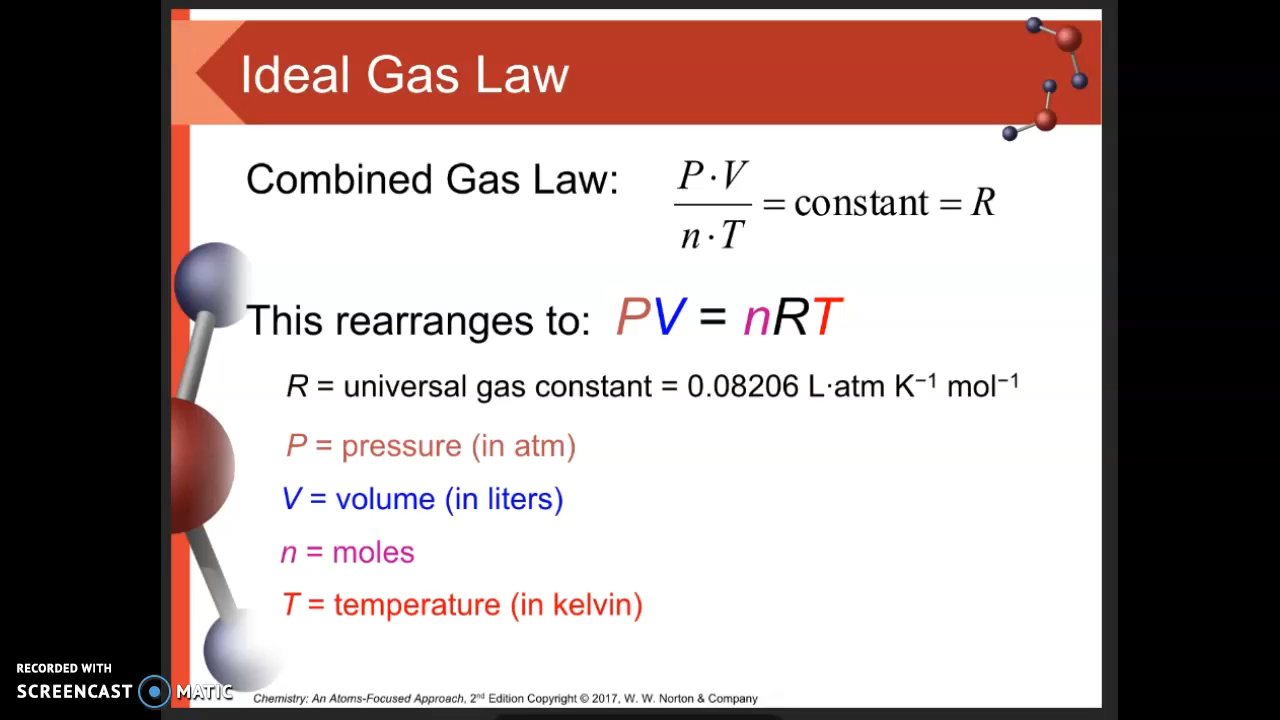 Ideal Gas Law
Combined Gas Law: P · V / n · T = constant = R
This rearranges to: PV = nRT
R = universal gas constant = 0.08206 L·atm K⁻¹ mol⁻¹
P = pressure (in atm)
V = volume (in liters)
n = moles
T = temperature (in kelvin)
RECORDED WITH
SCREENCAST MATIC
Chemistry: An Atoms-Focused Approach, 2nd Edition Copyright © 2017, W. W. Norton & Company